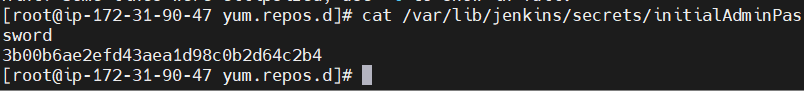 [root@ip-172-31-90-47 yum.repos.d]# cat /var/lib/jenkins/secrets/initialAdminPas
sword
3b00b6ae2efd43aea1d98c0b2d64c2b4
[root@ip-172-31-90-47 yum.repos.d]#